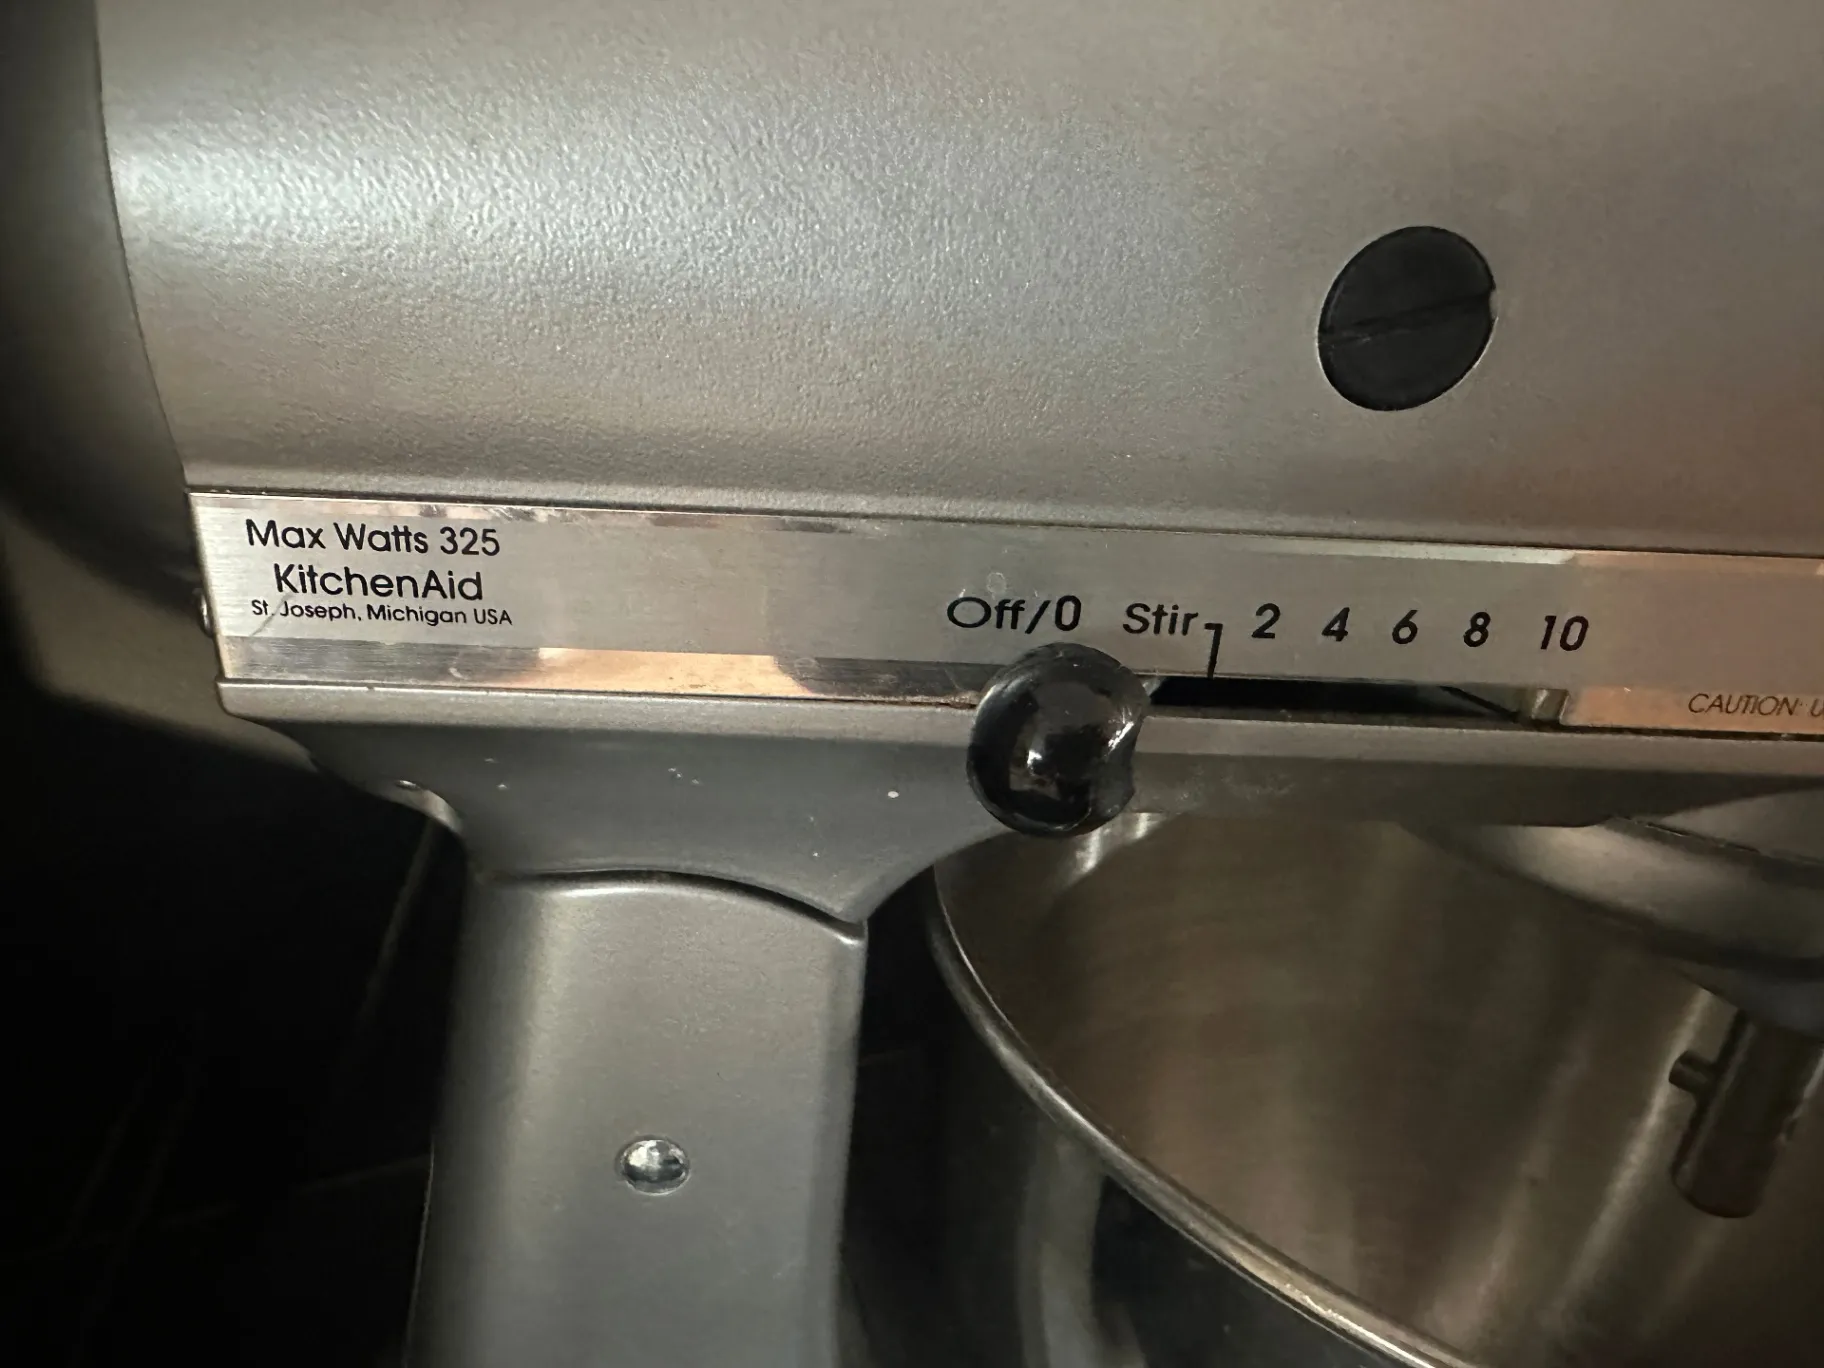 Max Watts 325
KitchenAid
St. Joseph, Michigan USA
Off/0 Stir 2 4 6 8 10
CAUTION: